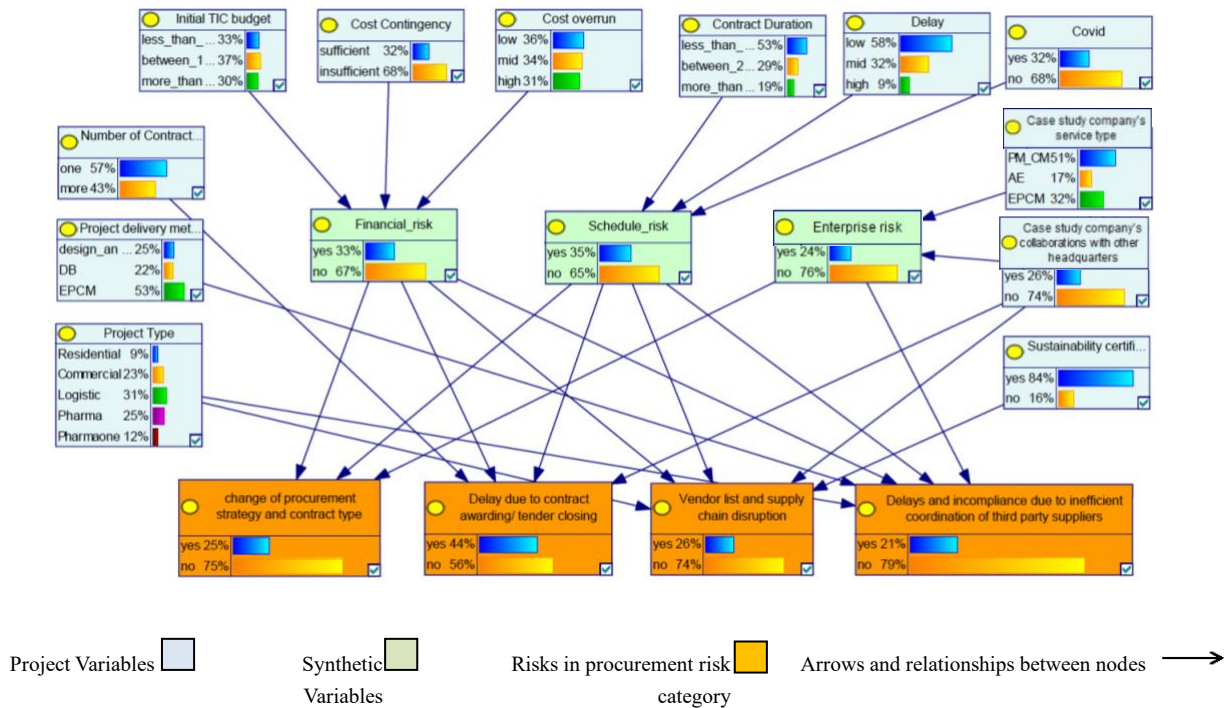 Initial TIC budget
less_than_ ... 33%
between_1 ... 37%
more_than ... 30%
Cost Contingency
sufficient 32%
insufficient 68%
Cost overrun
low 36%
mid 34%
high 31%
Contract Duration
less_than_ ... 53%
between_2 ... 29%
more_than ... 19%
Delay
low 58%
mid 32%
high 9%
Covid
yes 32%
no 68%
Number of Contract...
one 57%
more 43%
Case study company's
service type
PM_CM 51%
AE 17%
EPCM 32%
Project delivery met...
design_an ... 25%
DB 22%
EPCM 53%
Financial_risk
yes 33%
no 67%
Schedule_risk
yes 35%
no 65%
Enterprise risk
yes 24%
no 76%
Case study company's
collaborations with other
headquarters
yes 26%
no 74%
Project Type
Residential 9%
Commercial 23%
Logistic 31%
Pharma 25%
Pharmaone 12%
Sustainability certifi...
yes 84%
no 16%
change of procurement
strategy and contract type
yes 25%
no 75%
Delay due to contract
awarding/ tender closing
yes 44%
no 56%
Vendor list and supply
chain disruption
yes 26%
no 74%
Delays and incompliance due to inefficient
coordination of third party suppliers
yes 21%
no 79%
Project Variables
Synthetic
Variables
Risks in procurement risk
category
Arrows and relationships between nodes